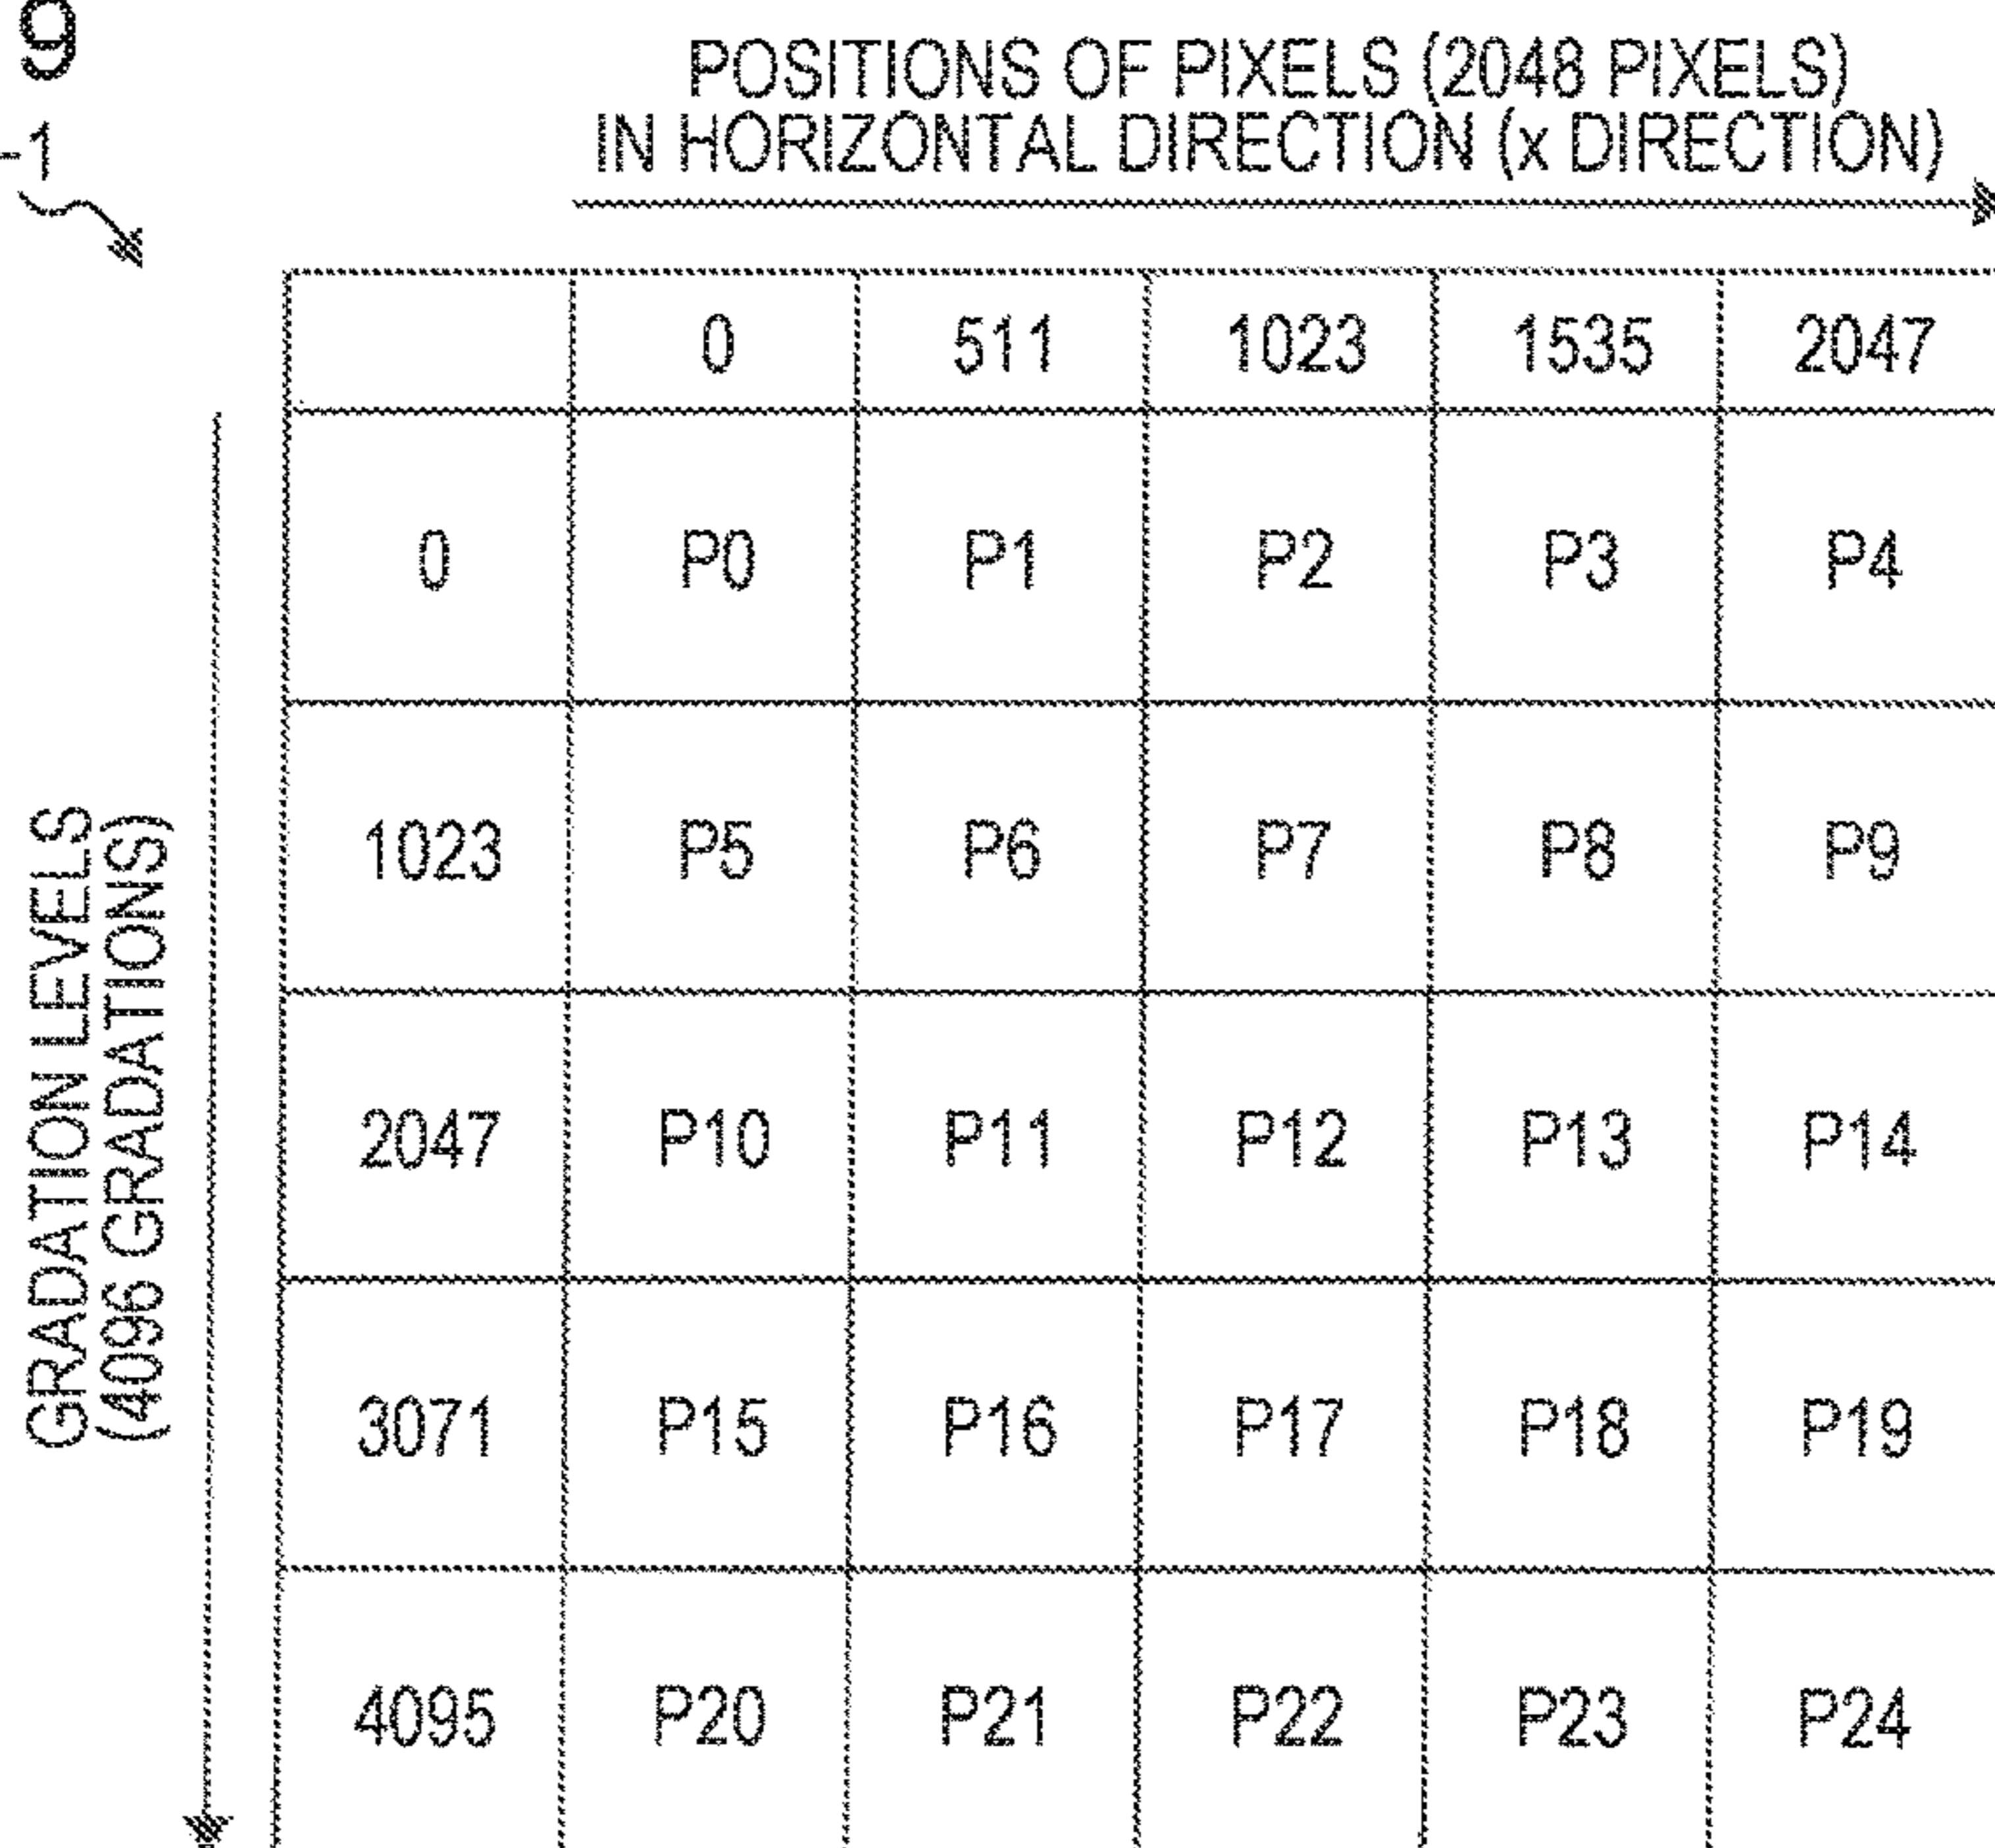 9
-1
POSITIONS OF PIXELS (2048 PIXELS)
IN HORIZONTAL DIRECTION (x DIRECTION)
0 511 1023 1535 2047
0 P0 P1 P2 P3 P4
1023 P5 P6 P7 P8 P9
2047 P10 P11 P12 P13 P14
3071 P15 P16 P17 P18 P19
4095 P20 P21 P22 P23 P24
GRADATION LEVELS
(4096 GRADATIONS)